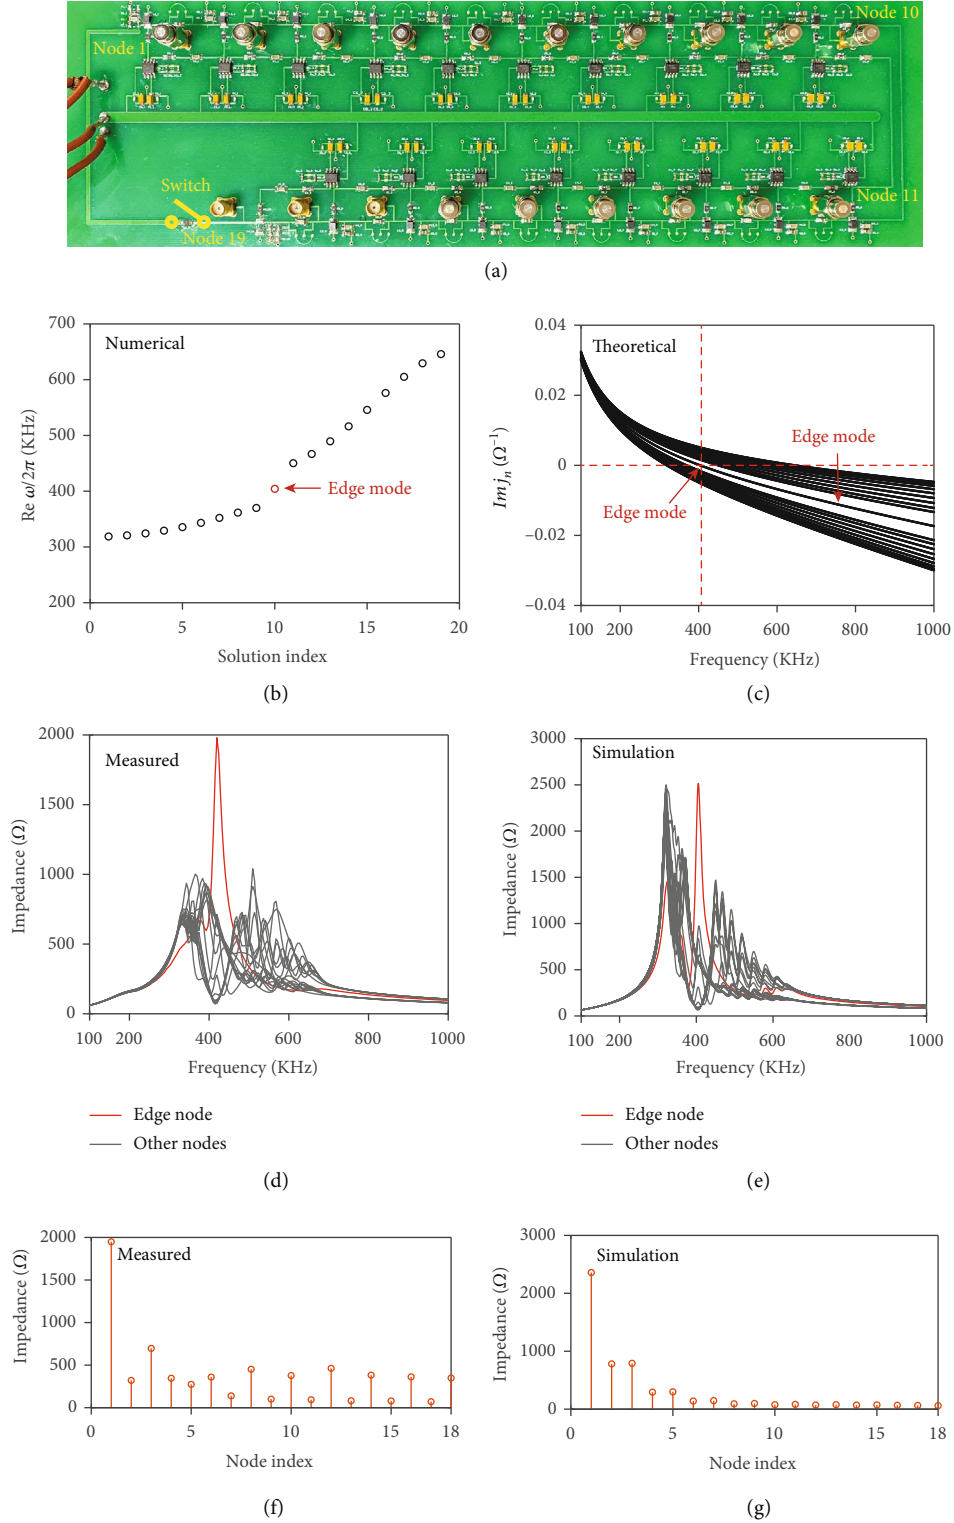 Node 10
Node 1
Switch
Node 11
Node 19
(a)
700
600
500
400
300
200
Re ω/2π (KHz)
Numerical
Edge mode
0
5
10
15
20
Solution index
(b)
0.04
0.02
0
−0.02
−0.04
Im jn (Ω⁻¹)
Theoretical
Edge mode
Edge mode
100
200
400
600
800
1000
Frequency (KHz)
(c)
2000
1500
1000
500
0
Impedance (Ω)
Measured
100
200
400
600
800
1000
Frequency (KHz)
Edge node
Other nodes
(d)
3000
2500
2000
1500
1000
500
0
Impedance (Ω)
Simulation
100
200
400
600
800
1000
Frequency (KHz)
Edge node
Other nodes
(e)
2000
1500
1000
500
0
Impedance (Ω)
Measured
0
5
10
15
18
Node index
(f)
3000
2000
1000
0
Impedance (Ω)
Simulation
0
5
10
15
18
Node index
(g)